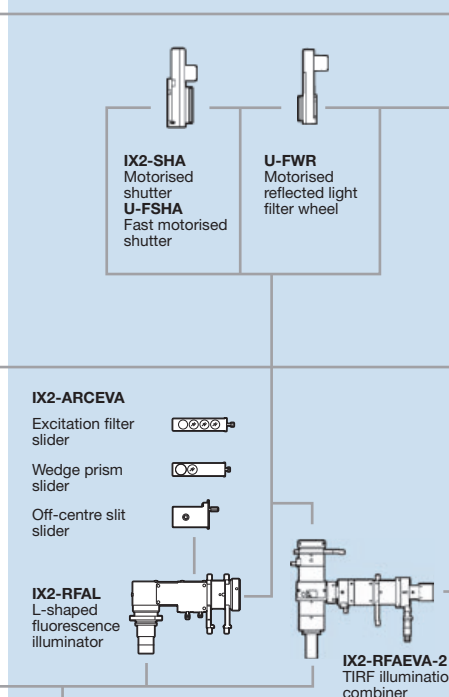 IX2-SHA
Motorised
shutter
U-FSHA
Fast motorised
shutter
U-FWR
Motorised
reflected light
filter wheel
IX2-ARCEVA
Excitation filter
slider
Wedge prism
slider
Off-centre slit
slider
IX2-RFAL
L-shaped
fluorescence
illuminator
IX2-RFAEVA-2
TIRF illuminatio
combiner